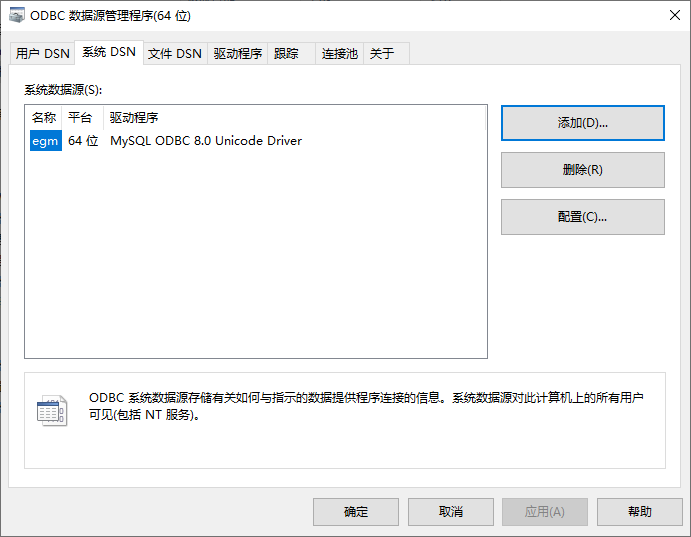 ODBC 数据源管理程序(64 位)
用户 DSN 系统 DSN 文件 DSN 驱动程序 跟踪 连接池 关于
系统数据源(S):
名称 平台 驱动程序
egm 64 位 MySQL ODBC 8.0 Unicode Driver
添加(D)...
删除(R)
配置(C)...
ODBC 系统数据源存储有关如何与指示的数据提供程序连接的信息。系统数据源对此计算机上的所有用户
可见(包括 NT 服务)。
确定 取消 应用(A) 帮助